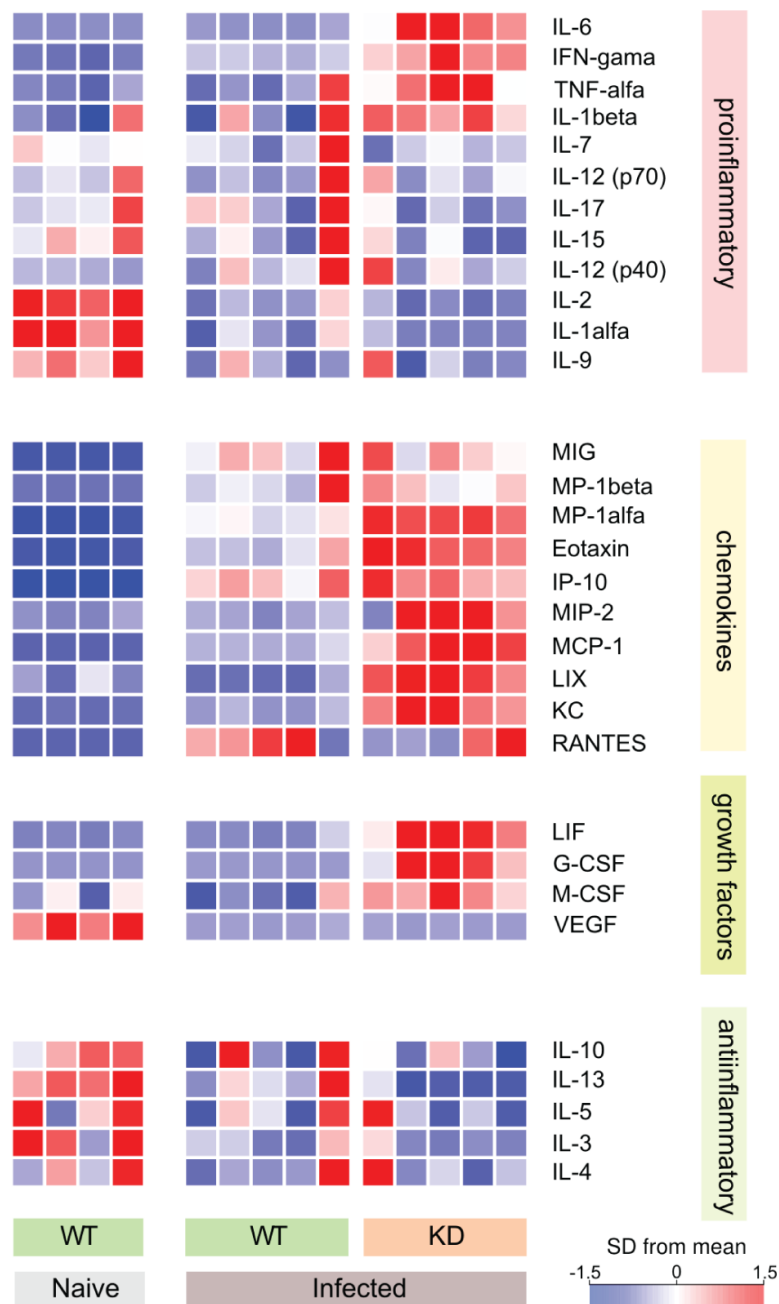 IL-6
IFN-gama
TNF-alfa
IL-1beta
IL-7
IL-12 (p70)
IL-17
IL-15
IL-12 (p40)
IL-2
IL-1alfa
IL-9
proinflammatory
MIG
MP-1beta
MP-1alfa
Eotaxin
IP-10
MIP-2
MCP-1
LIX
KC
RANTES
chemokines
LIF
G-CSF
M-CSF
VEGF
growth factors
IL-10
IL-13
IL-5
IL-3
IL-4
antiinflammatory
WT WT KD
Naive Infected
SD from mean
-1.5 0 1.5